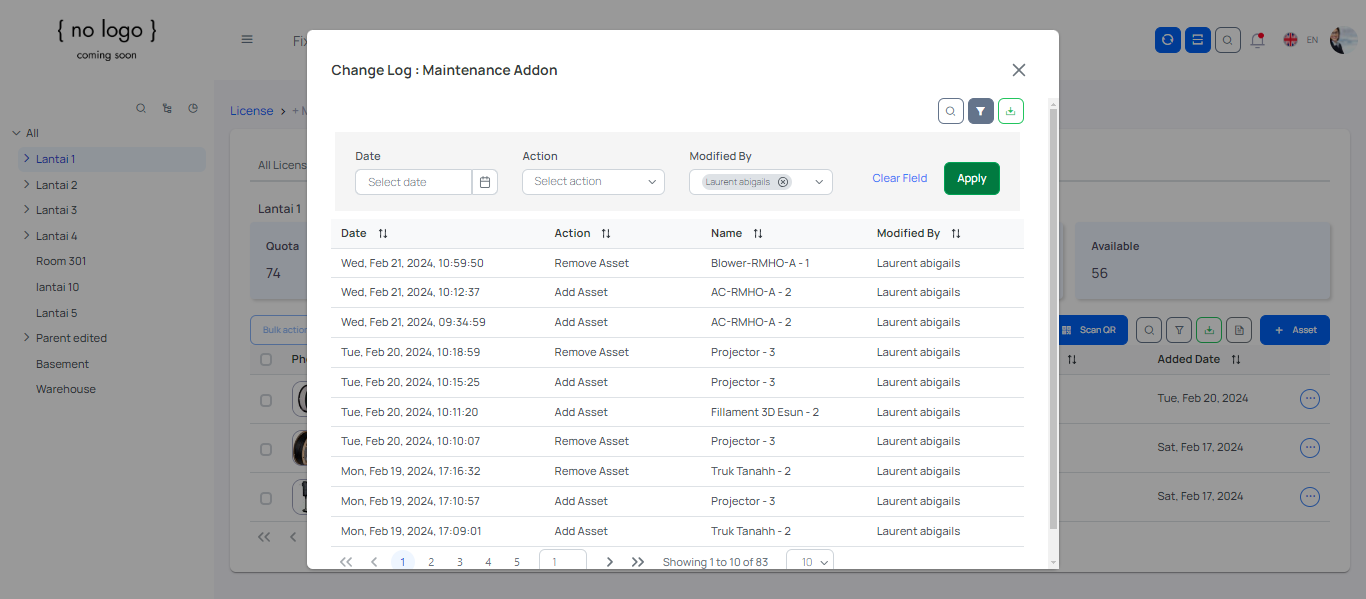 { no logo }
coming soon
EN
Change Log : Maintenance Addon
License
All
Lantai 1
Lantai 2
Lantai 3
Lantai 4
Room 301
lantai 10
Lantai 5
Parent edited
Basement
Warehouse
Lantai 1
Quota
74
Available
56
Scan QR
+ Asset
Added Date
Tue, Feb 20, 2024
Sat, Feb 17, 2024
Sat, Feb 17, 2024
Date Action Modified By
Select date Select action Laurent abigails Clear Field Apply
Date Action Name Modified By
Wed, Feb 21, 2024, 10:59:50 Remove Asset Blower-RMHO-A - 1 Laurent abigails
Wed, Feb 21, 2024, 10:12:37 Add Asset AC-RMHO-A - 2 Laurent abigails
Wed, Feb 21, 2024, 09:34:59 Add Asset AC-RMHO-A - 2 Laurent abigails
Tue, Feb 20, 2024, 10:18:59 Remove Asset Projector - 3 Laurent abigails
Tue, Feb 20, 2024, 10:15:25 Add Asset Projector - 3 Laurent abigails
Tue, Feb 20, 2024, 10:11:20 Add Asset Fillament 3D Esun - 2 Laurent abigails
Tue, Feb 20, 2024, 10:10:07 Remove Asset Projector - 3 Laurent abigails
Mon, Feb 19, 2024, 17:16:32 Remove Asset Truk Tanahh - 2 Laurent abigails
Mon, Feb 19, 2024, 17:10:57 Add Asset Projector - 3 Laurent abigails
Mon, Feb 19, 2024, 17:09:01 Add Asset Truk Tanahh - 2 Laurent abigails
1 2 3 4 5 1 Showing 1 to 10 of 83 10